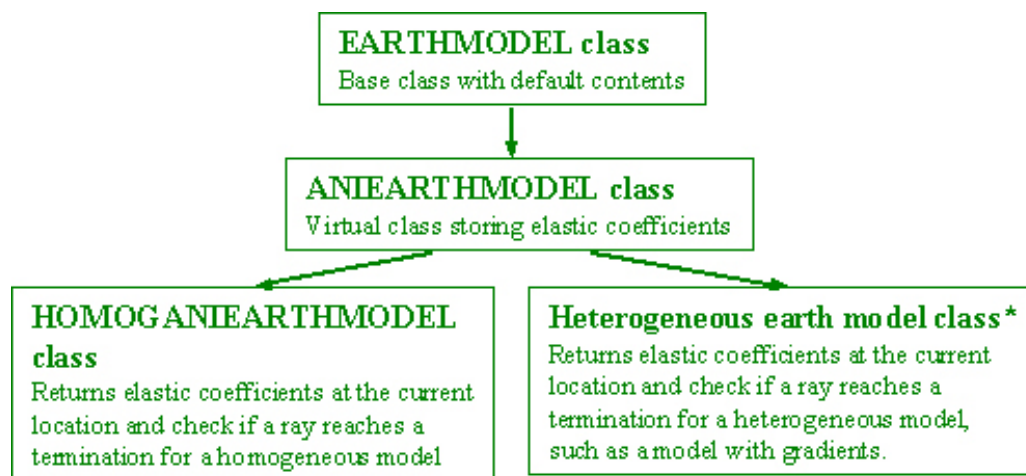 EARTHMODEL class
Base class with default contents
ANIEARTHMODEL class
Virtual class storing elastic coefficients
HOMOGANIEARTHMODEL
class
Returns elastic coefficients at the current
location and check if a ray reaches a
termination for a homogeneous model
Heterogeneous earth model class*
Returns elastic coefficients at the current
location and check if a ray reaches a
termination for a heterogeneous model,
such as a model with gradients.